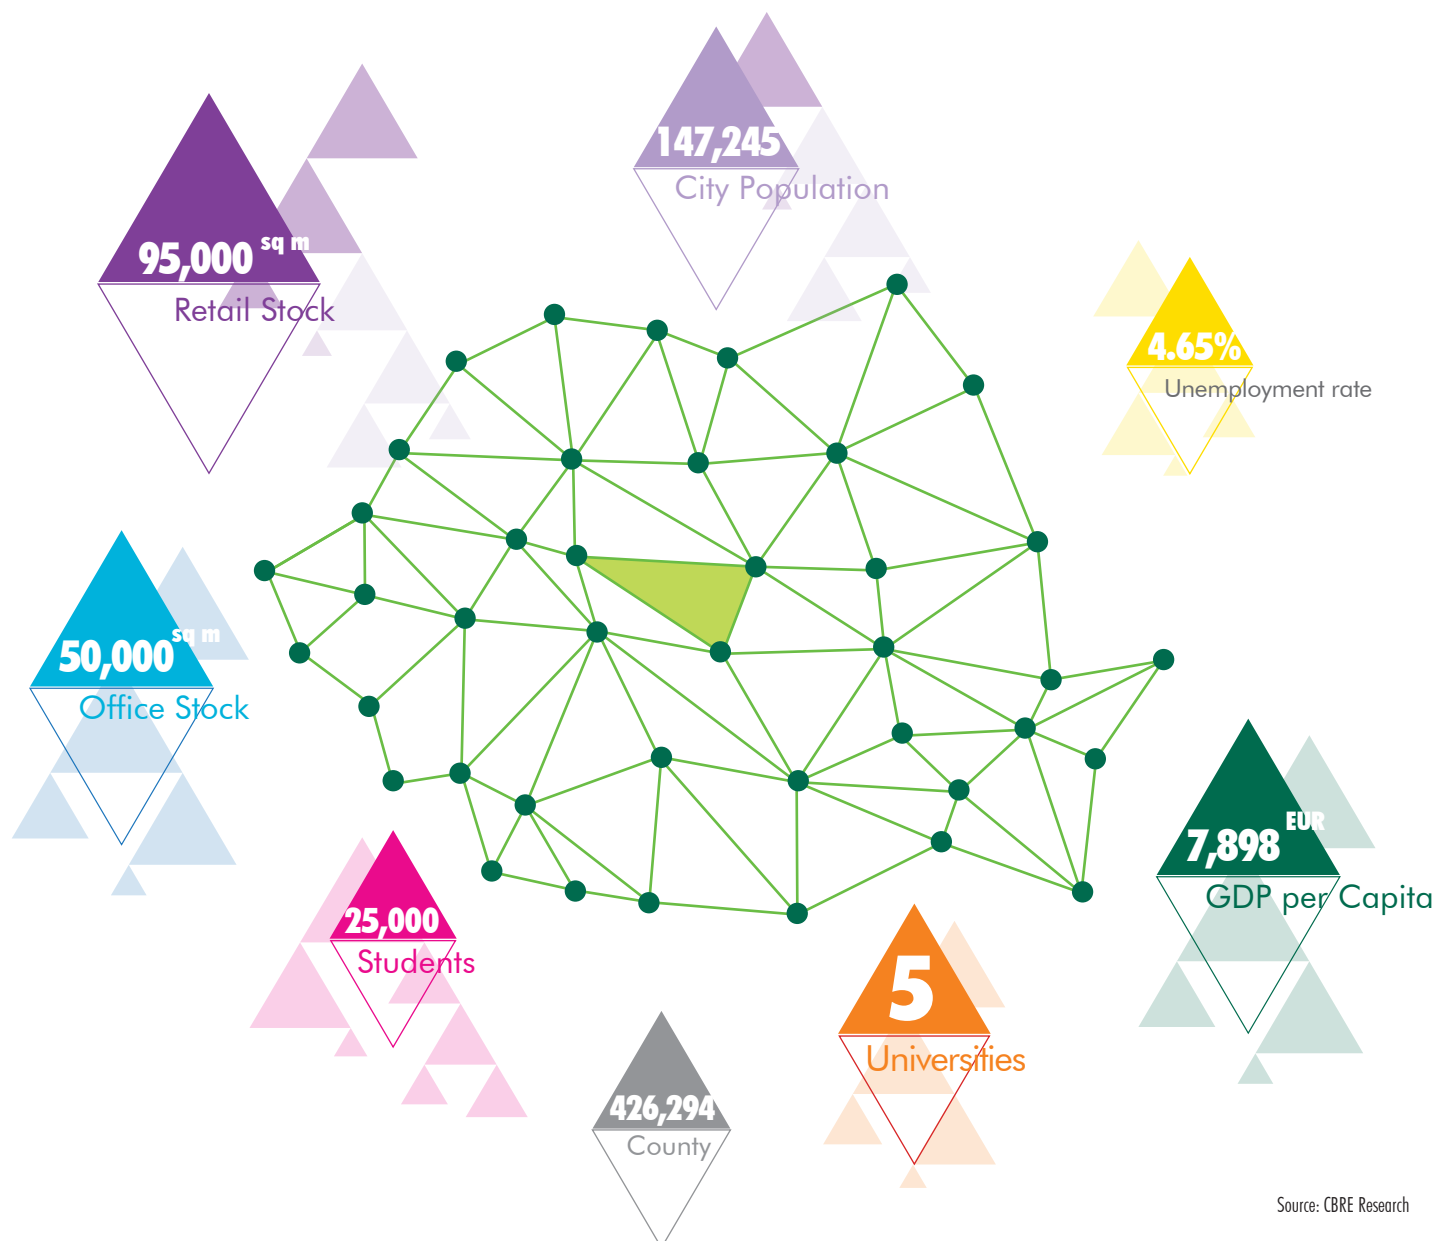 147,245
City Population
95,000 sq m
Retail Stock
4.65%
Unemployment rate
50,000 sq m
Office Stock
7,898 EUR
GDP per Capita
25,000
Students
5
Universities
426,294
County
Source: CBRE Research